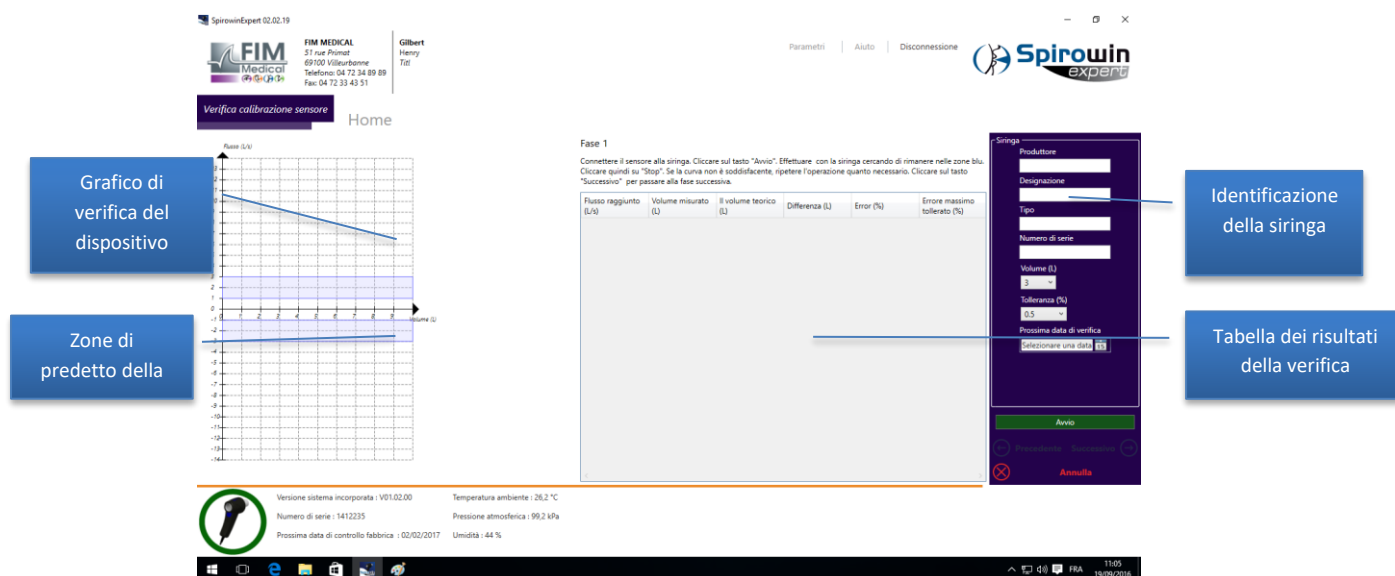 SpirowinExpert 02.02.19
FIM
Medical
FIM MEDICAL
51 rue Primat
69100 Villeurbanne
Telefono: 04 72 34 89 89
Fax: 04 72 33 43 51
Gilbert
Henry
Titi
Parametri
Aiuto
Disconnessione
Spirowin
expert
Verifica calibrazione sensore
Home
Flusso (L/s)
Volume (L)
Grafico di
verifica del
dispositivo
Zone di
predetto della
Fase 1
Connettere il sensore alla siringa. Cliccare sul tasto "Avvio". Effettuare con la siringa cercando di rimanere nelle zone blu.
Cliccare quindi su "Stop". Se la curva non è soddisfacente, ripetere l'operazione quanto necessario. Cliccare sul tasto
"Successivo" per passare alla fase successiva.
Flusso raggiunto (L/s)
Volume misurato (L)
Il volume teorico (L)
Differenza (L)
Error (%)
Errore massimo tollerato (%)
Siringa
Produttore
Designazione
Tipo
Numero di serie
Volume (L)
3
Tolleranza (%)
0.5
Prossima data di verifica
Selezionare una data
15
Avvio
Precedente
Successivo
Annulla
Identificazione
della siringa
Tabella dei risultati
della verifica
Versione sistema incorporata : V01.02.00
Numero di serie : 1412235
Prossima data di controllo fabbrica : 02/02/2017
Temperatura ambiente : 26,2 °C
Pressione atmosferica : 99,2 kPa
Umidità : 44 %
FRA
11:05
19/09/2016